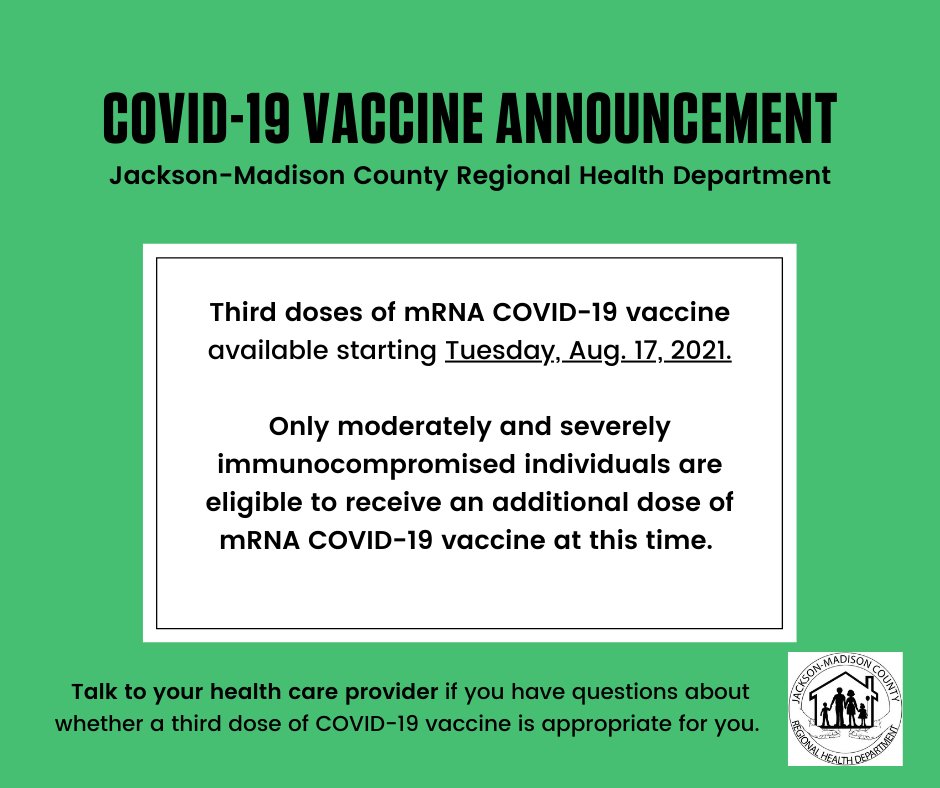 COVID-19 VACCINE ANNOUNCEMENT
Jackson-Madison County Regional Health Department
Third doses of mRNA COVID-19 vaccine
available starting Tuesday, Aug. 17, 2021.
Only moderately and severely
immunocompromised individuals are
eligible to receive an additional dose of
mRNA COVID-19 vaccine at this time.
Talk to your health care provider if you have questions about
whether a third dose of COVID-19 vaccine is appropriate for you.
JACKSON-MADISON COUNTY
REGIONAL HEALTH DEPARTMENT